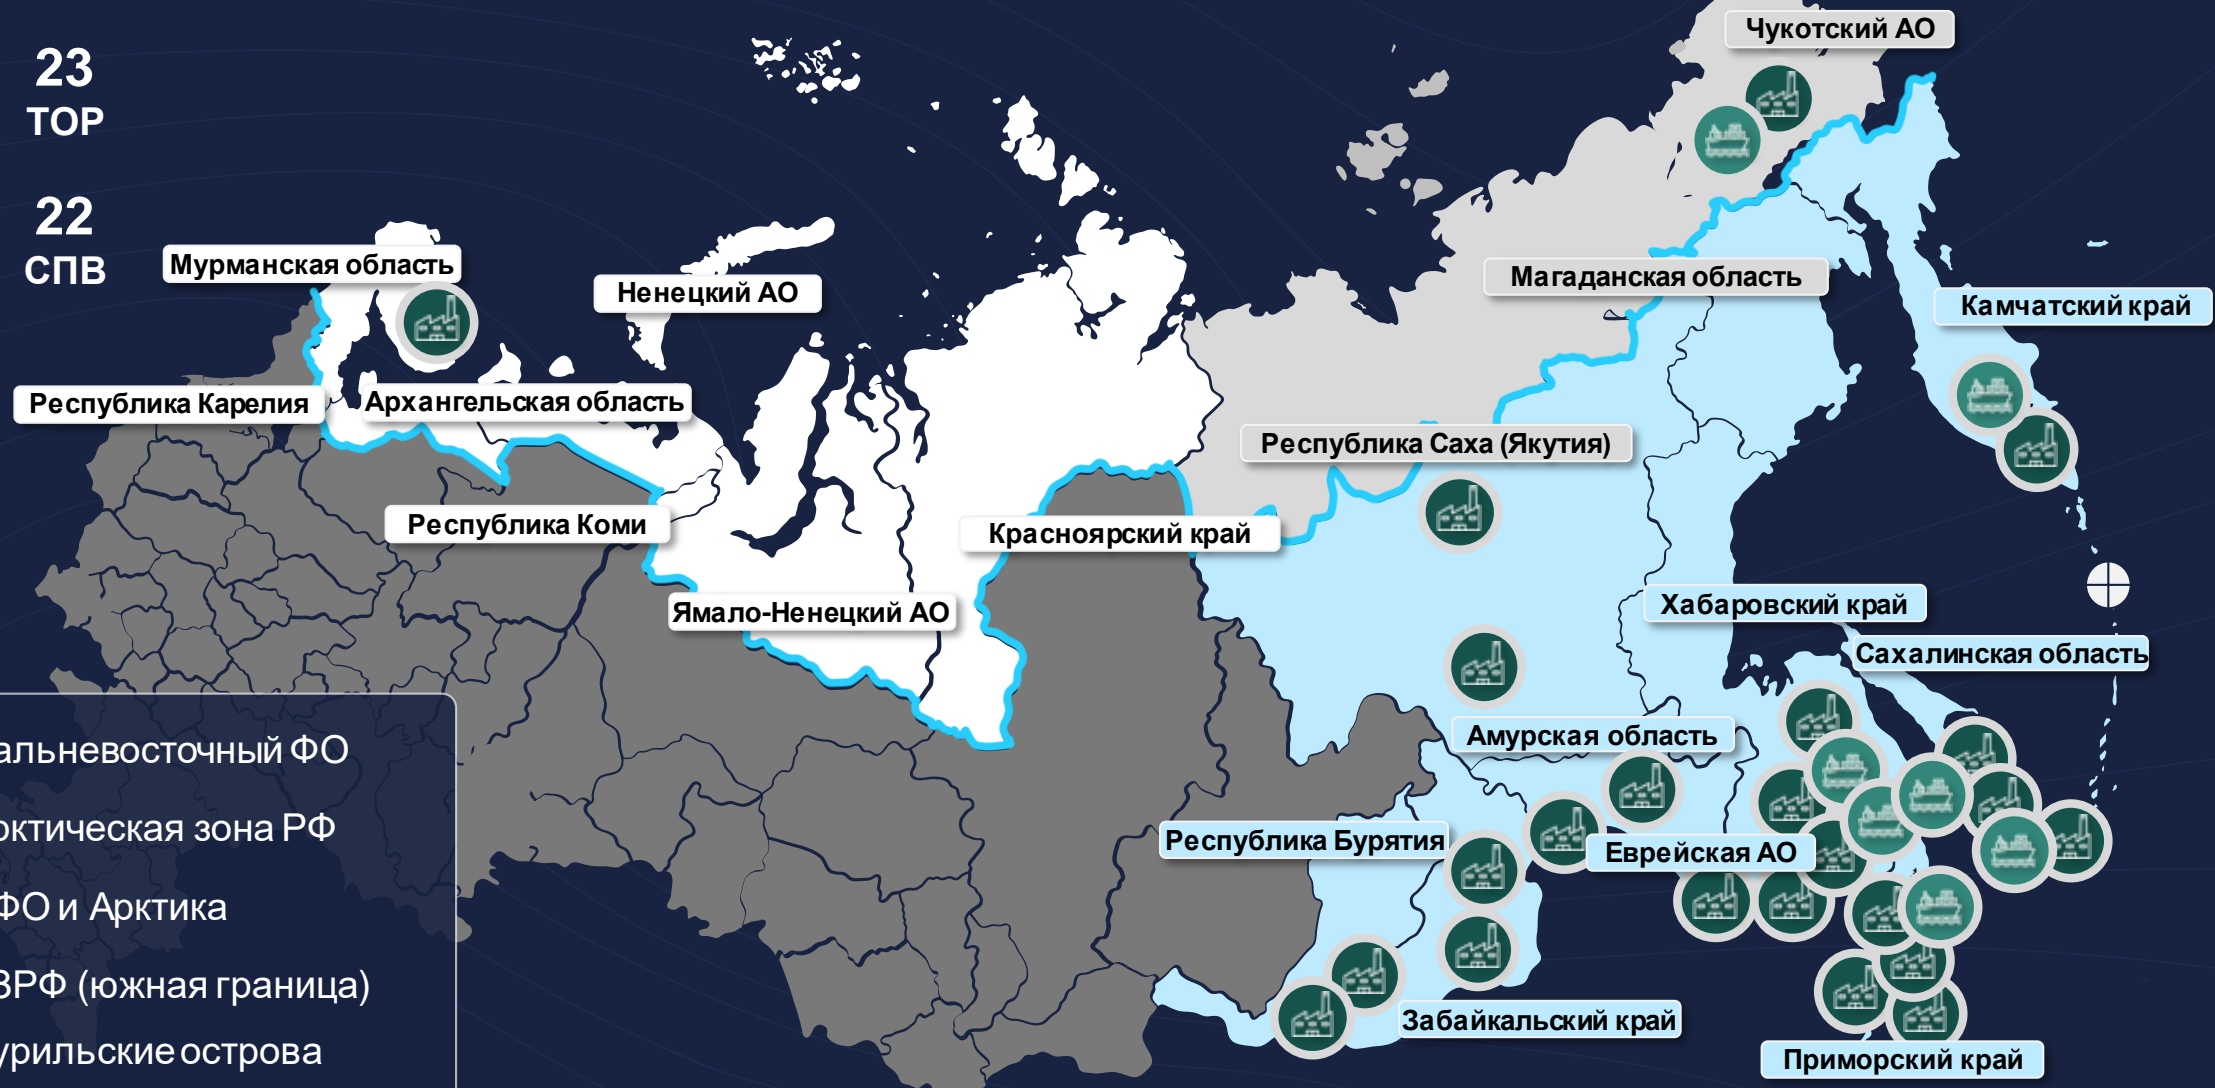 23
ТОР
22
СПВ
Чукотский АО
Мурманская область
Ненецкий АО
Магаданская область
Камчатский край
Республика Карелия
Архангельская область
Республика Саха (Якутия)
Республика Коми
Красноярский край
Ямало-Ненецкий АО
Хабаровский край
Сахалинская область
Амурская область
Республика Бурятия
Еврейская АО
Забайкальский край
Приморский край
альневосточный ФО
рктическая зона РФ
ФО и Арктика
ЗРФ (южная граница)
урильские острова